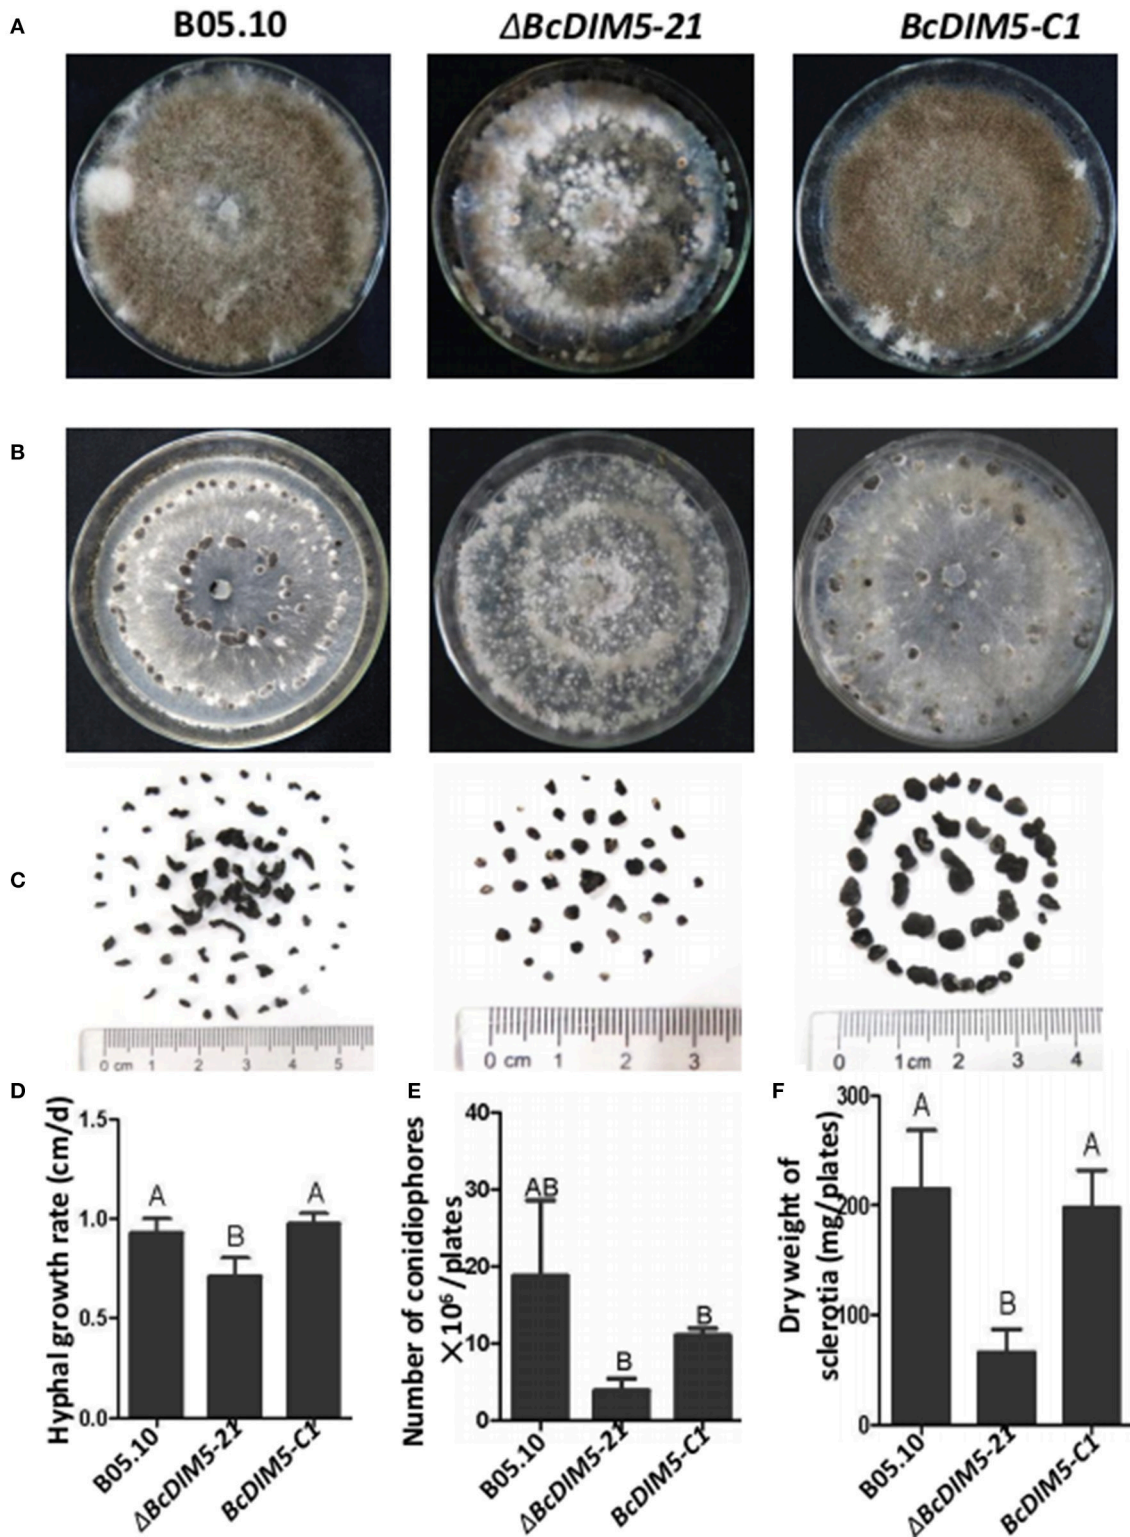 A
B05.10 ΔBcDIM5-21 BcDIM5-C1
B
C
0 cm 1 2 3 4 5
0 cm 1 2 3
0 1cm 2 3 4
D
Hyphal growth rate (cm/d)
1.5
1.0
0.5
0.0
A
B
A
B05.10
ΔBcDIM5-21
BcDIM5-C1
E
Number of conidiophores
×10⁶/plates
40
30
20
10
0
AB
B
B
B05.10
ΔBcDIM5-21
BcDIM5-C1
F
Dry weight of
sclerotia (mg/plates)
300
200
100
0
A
B
A
B05.10
ΔBcDIM5-21
BcDIM5-C1